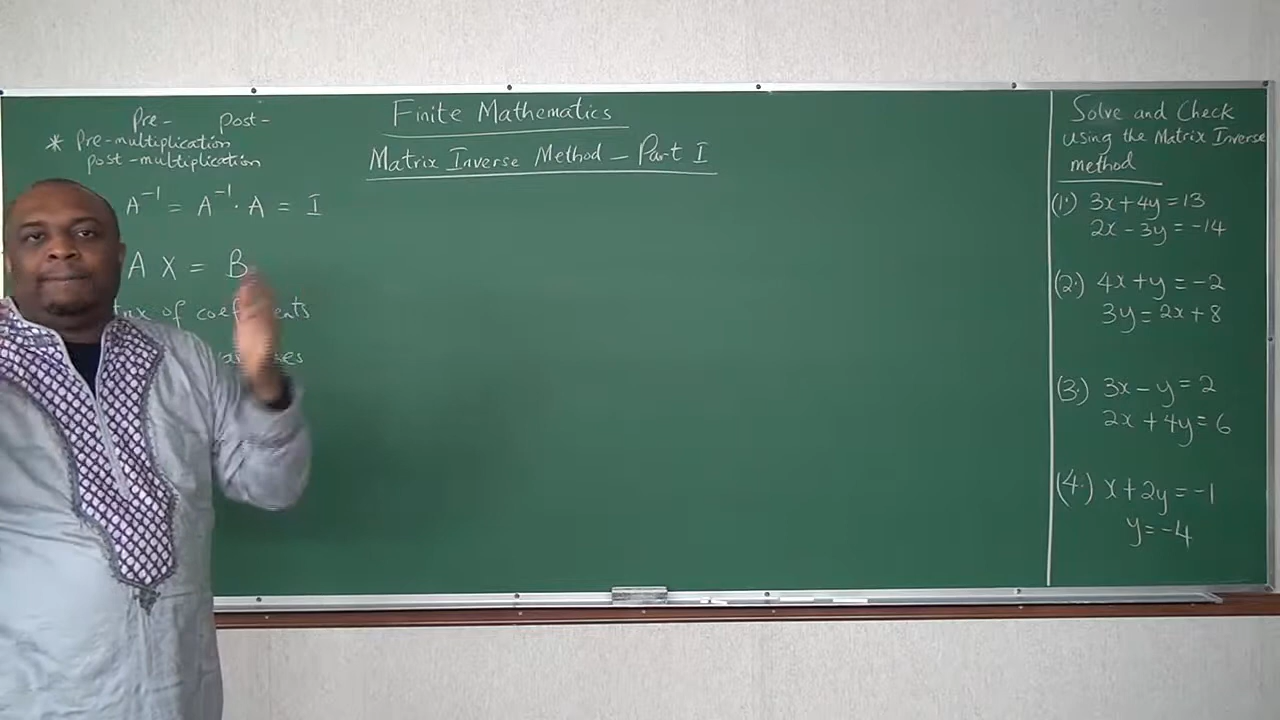 Pre- post-
* Pre-multiplication
post-multiplication
A⁻¹ = A⁻¹ · A = I
A X = B
of coefficients
Finite Mathematics
Matrix Inverse Method – Part I
Solve and Check
using the Matrix Inverse
method
(1.) 3x + 4y = 13
2x - 3y = -14
(2.) 4x + y = -2
3y = 2x + 8
(3.) 3x - y = 2
2x + 4y = 6
(4.) x + 2y = -1
y = -4